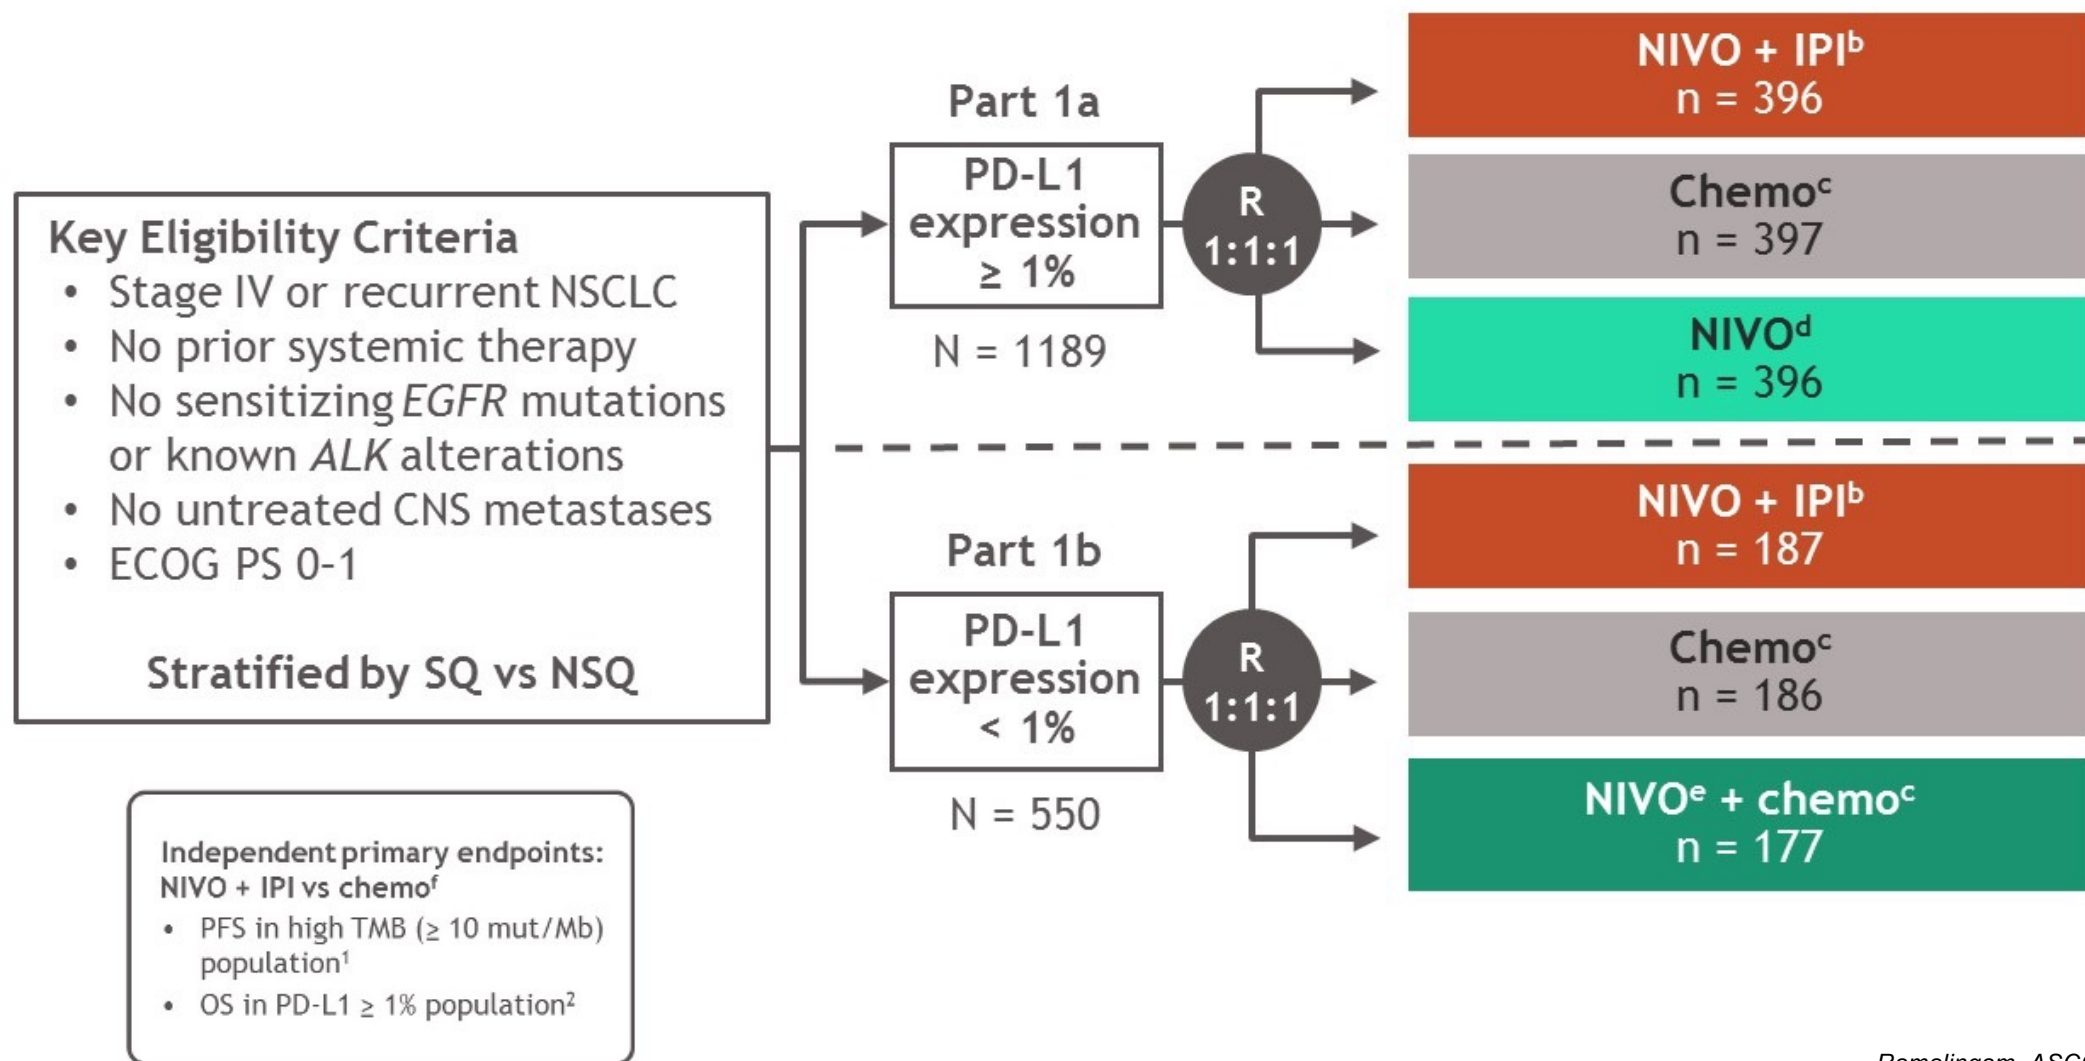 Key Eligibility Criteria
• Stage IV or recurrent NSCLC
• No prior systemic therapy
• No sensitizing EGFR mutations
or known ALK alterations
• No untreated CNS metastases
• ECOG PS 0–1
Stratified by SQ vs NSQ
Independent primary endpoints:
NIVO + IPI vs chemoᶠ
• PFS in high TMB (≥ 10 mut/Mb)
population¹
• OS in PD-L1 ≥ 1% population²
Part 1a
PD-L1
expression
≥ 1%
N = 1189
R
1:1:1
NIVO + IPIᵇ
n = 396
Chemoᶜ
n = 397
NIVOᵈ
n = 396
Part 1b
PD-L1
expression
< 1%
N = 550
R
1:1:1
NIVO + IPIᵇ
n = 187
Chemoᶜ
n = 186
NIVOᵉ + chemoᶜ
n = 177